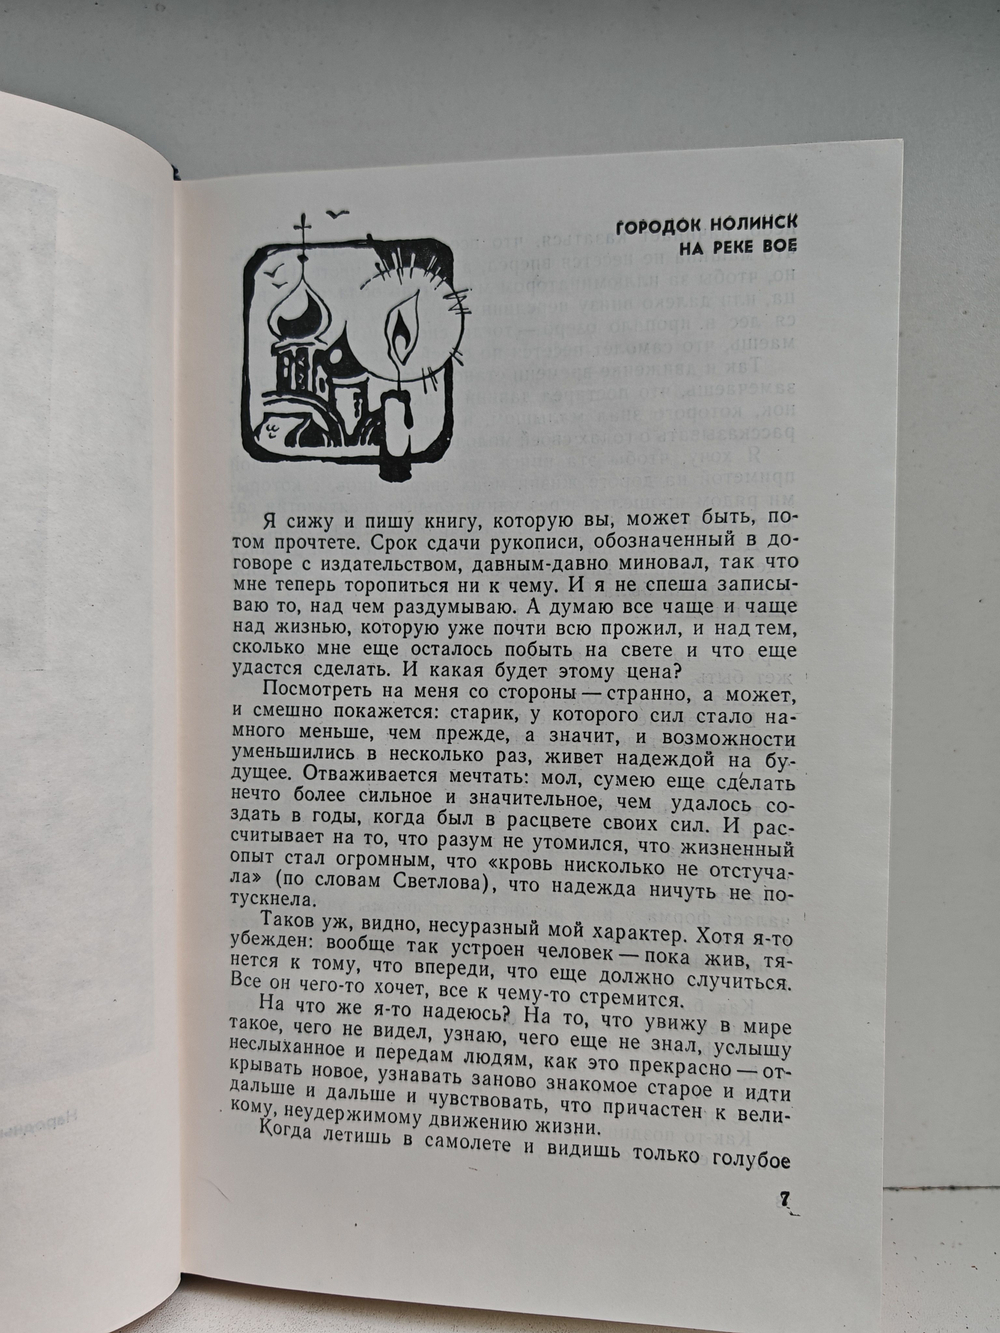 ГОРОДОК НОЛИНСК
НА РЕКЕ ВОЕ
Я сижу и пишу книгу, которую вы, может быть, по-
том прочтете. Срок сдачи рукописи, обозначенный в до-
говоре с издательством, давным-давно миновал, так что
мне теперь торопиться ни к чему. И я не спеша записы-
ваю то, над чем раздумываю. А думаю все чаще и чаще
над жизнью, которую уже почти всю прожил, и над тем,
сколько мне еще осталось побыть на свете и что еще
удастся сделать. И какая будет этому цена?
Посмотреть на меня со стороны — странно, а может,
и смешно покажется: старик, у которого сил стало на-
много меньше, чем прежде, а значит, и возможности
уменьшились в несколько раз, живет надеждой на бу-
дущее. Отваживается мечтать: мол, сумею еще сделать
нечто более сильное и значительное, чем удалось со-
здать в годы, когда был в расцвете своих сил. И рас-
считывает на то, что разум не утомился, что жизненный
опыт стал огромным, что «кровь нисколько не отстуча-
ла» (по словам Светлова), что надежда ничуть не по-
тускнела.
Таков уж, видно, несуразный мой характер. Хотя я-то
убежден: вообще так устроен человек — пока жив, тя-
нется к тому, что впереди, что еще должно случиться.
Все он чего-то хочет, все к чему-то стремится.
На что же я-то надеюсь? На то, что увижу в мире
такое, чего не видел, узнаю, чего еще не знал, услышу
неслыханное и передам людям, как это прекрасно — от-
крывать новое, узнавать заново знакомое старое и идти
дальше и дальше и чувствовать, что причастен к вели-
кому, неудержимому движению жизни.
Когда летишь в самолете и видишь только голубое
7